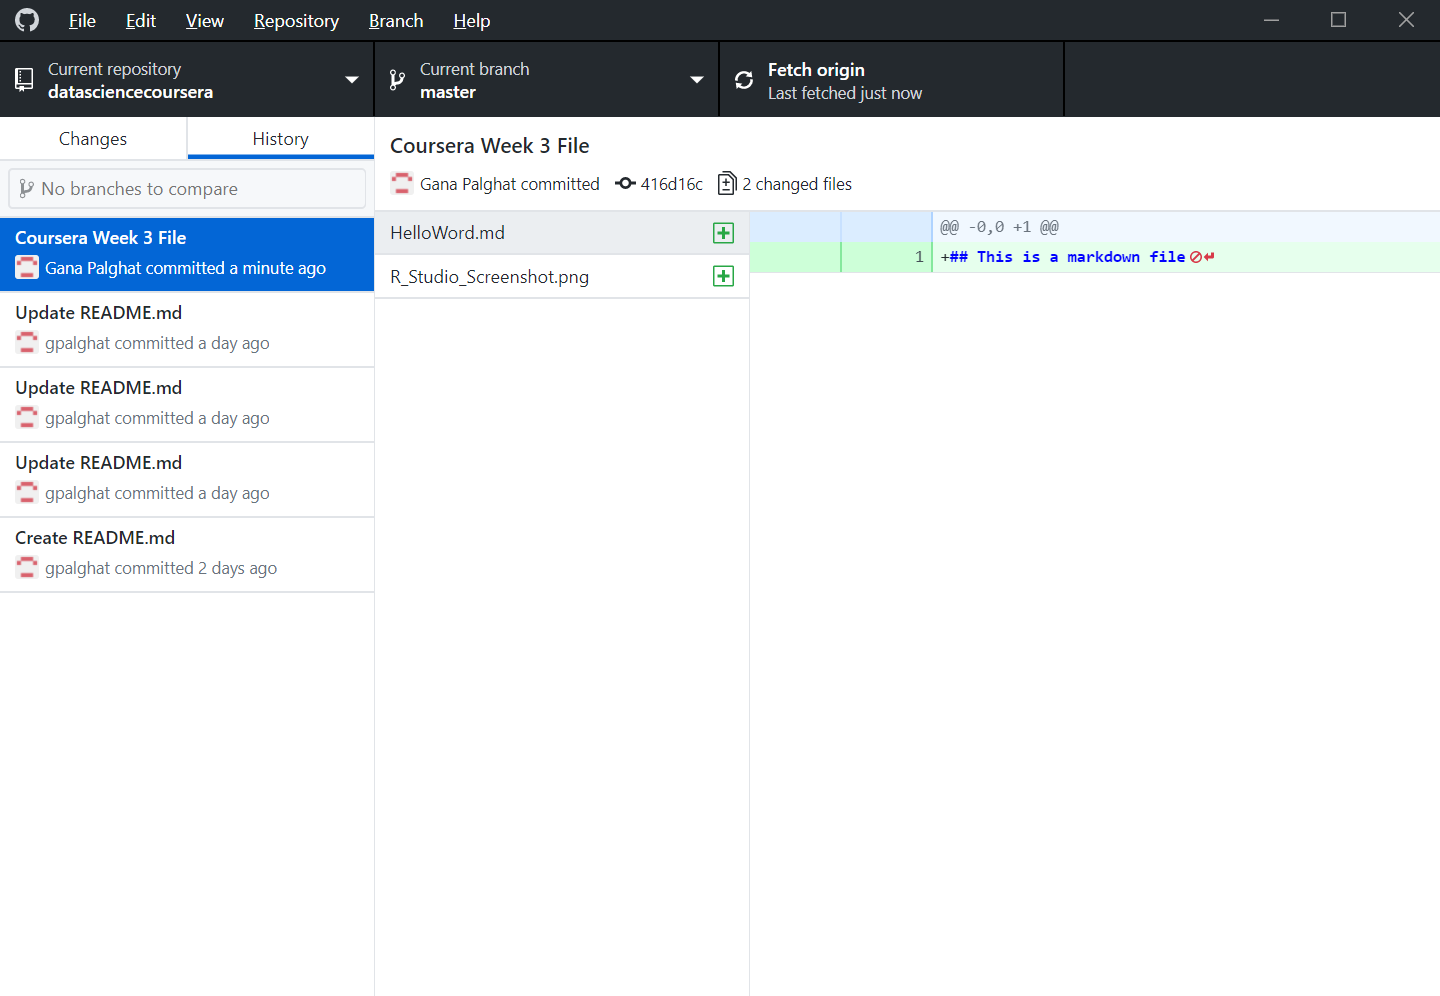 File Edit View Repository Branch Help
Current repository
datasciencecoursera
Current branch
master
Fetch origin
Last fetched just now
Changes
History
No branches to compare
Coursera Week 3 File
Gana Palghat committed a minute ago
Update README.md
gpalghat committed a day ago
Update README.md
gpalghat committed a day ago
Update README.md
gpalghat committed a day ago
Create README.md
gpalghat committed 2 days ago
Coursera Week 3 File
Gana Palghat committed 416d16c 2 changed files
HelloWord.md
R_Studio_Screenshot.png
@@ -0,0 +1 @@
1 +## This is a markdown file